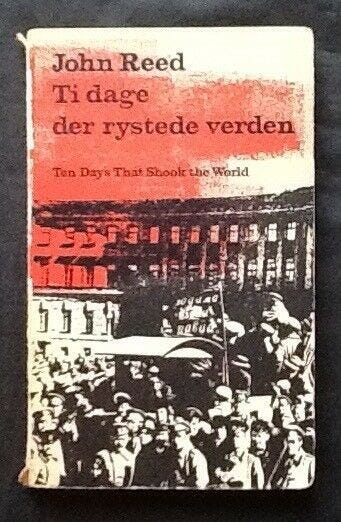 John Reed
Ti dage
der rystede verden
Ten Days That Shook the World